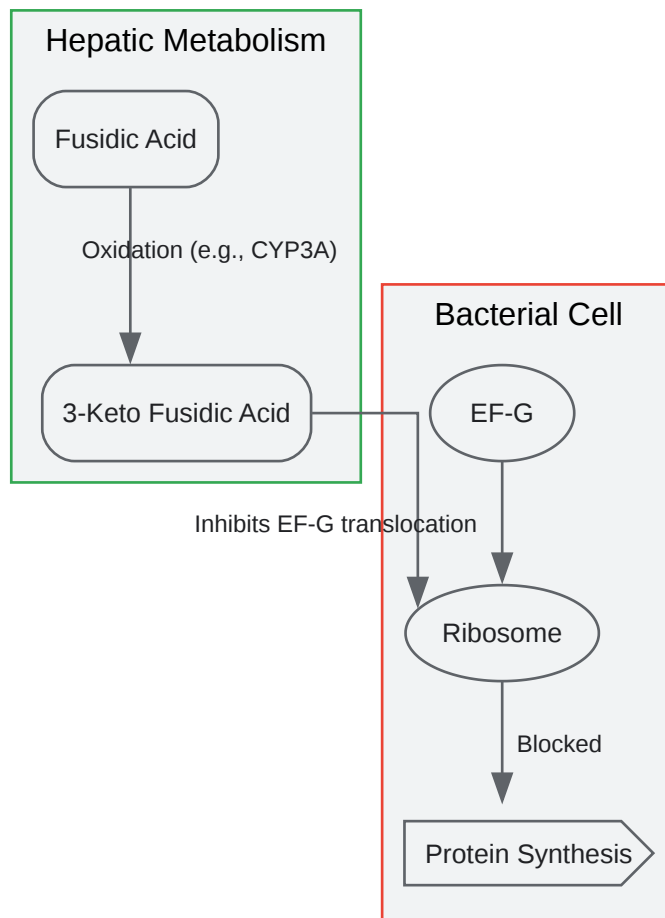 Hepatic Metabolism
Fusidic Acid
Oxidation (e.g., CYP3A)
3-Keto Fusidic Acid
Bacterial Cell
EF-G
Inhibits EF-G translocation
Ribosome
Blocked
Protein Synthesis